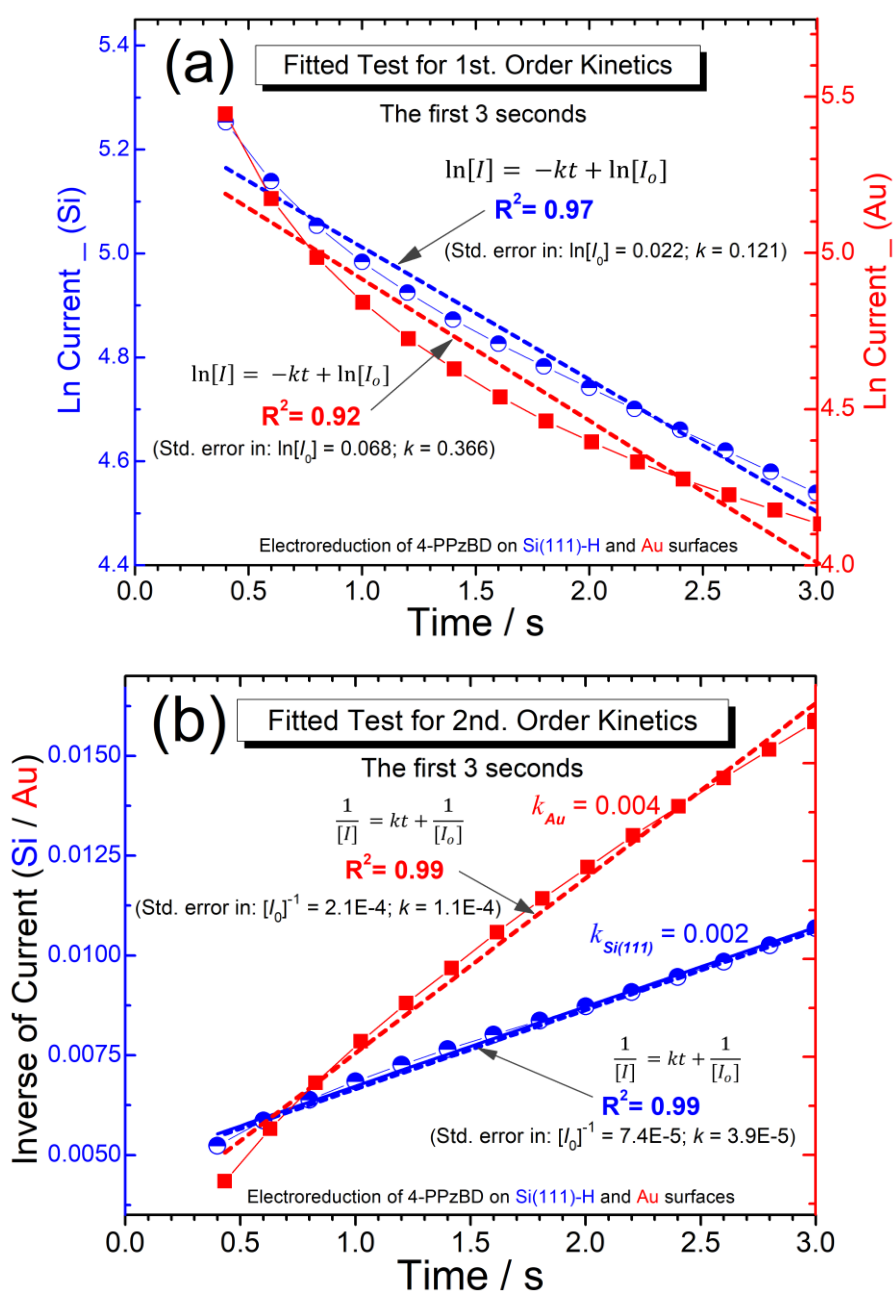 (a)
Fitted Test for 1st. Order Kinetics
The first 3 seconds
ln[I] = −kt + ln[Iₒ]
R²= 0.97
(Std. error in: ln[I₀] = 0.022; k = 0.121)
ln[I] = −kt + ln[Iₒ]
R²= 0.92
(Std. error in: ln[I₀] = 0.068; k = 0.366)
Electroreduction of 4-PPzBD on Si(111)-H and Au surfaces
Ln Current _ (Si)
5.4
5.2
5.0
4.8
4.6
4.4
Ln Current _ (Au)
5.5
5.0
4.5
4.0
0.0 0.5 1.0 1.5 2.0 2.5 3.0
Time / s
(b)
Fitted Test for 2nd. Order Kinetics
The first 3 seconds
k_Au = 0.004
1/[I] = kt + 1/[Iₒ]
R²= 0.99
(Std. error in: [I₀]⁻¹ = 2.1E-4; k = 1.1E-4)
k_Si(111) = 0.002
1/[I] = kt + 1/[Iₒ]
R²= 0.99
(Std. error in: [I₀]⁻¹ = 7.4E-5; k = 3.9E-5)
Electroreduction of 4-PPzBD on Si(111)-H and Au surfaces
Inverse of Current (Si / Au)
0.0150
0.0125
0.0100
0.0075
0.0050
0.0 0.5 1.0 1.5 2.0 2.5 3.0
Time / s